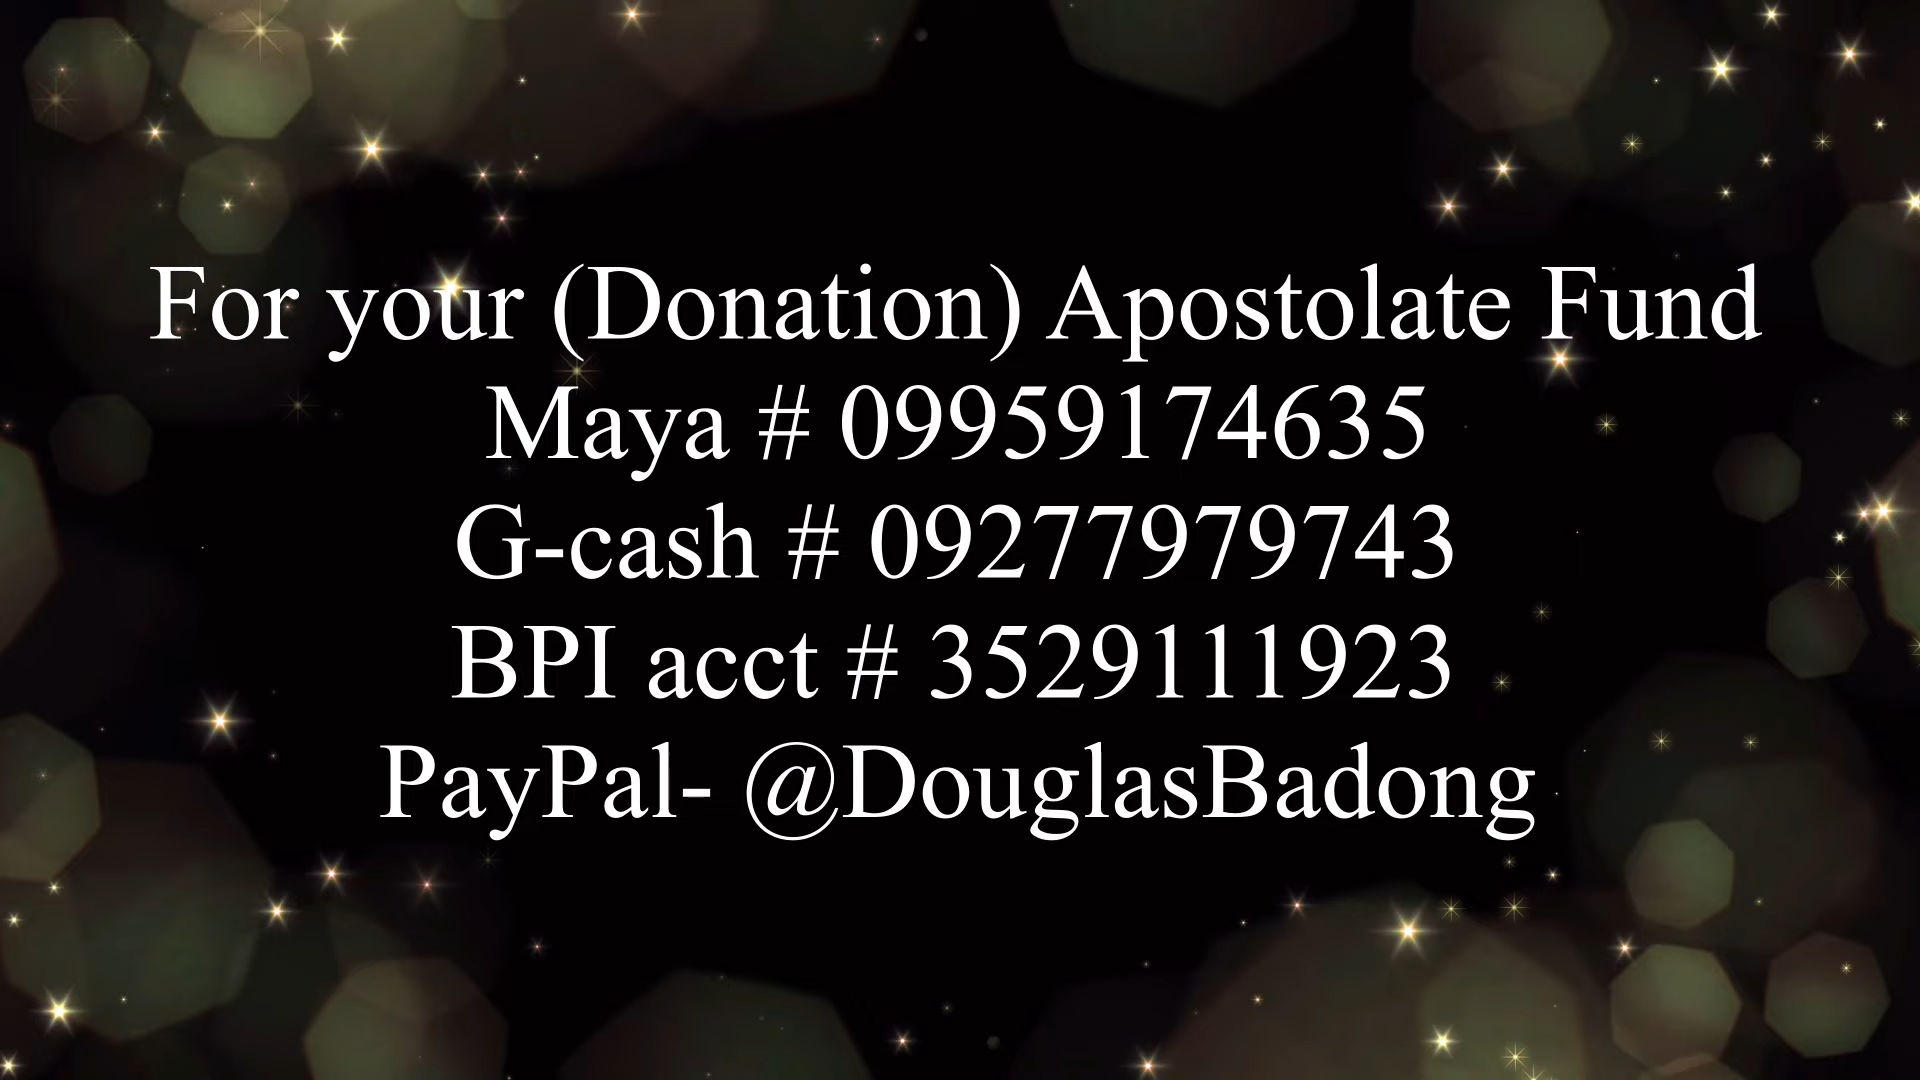 For your (Donation) Apostolate Fund
Maya # 09959174635
G-cash # 09277979743
BPI acct # 3529111923
PayPal- @DouglasBadong